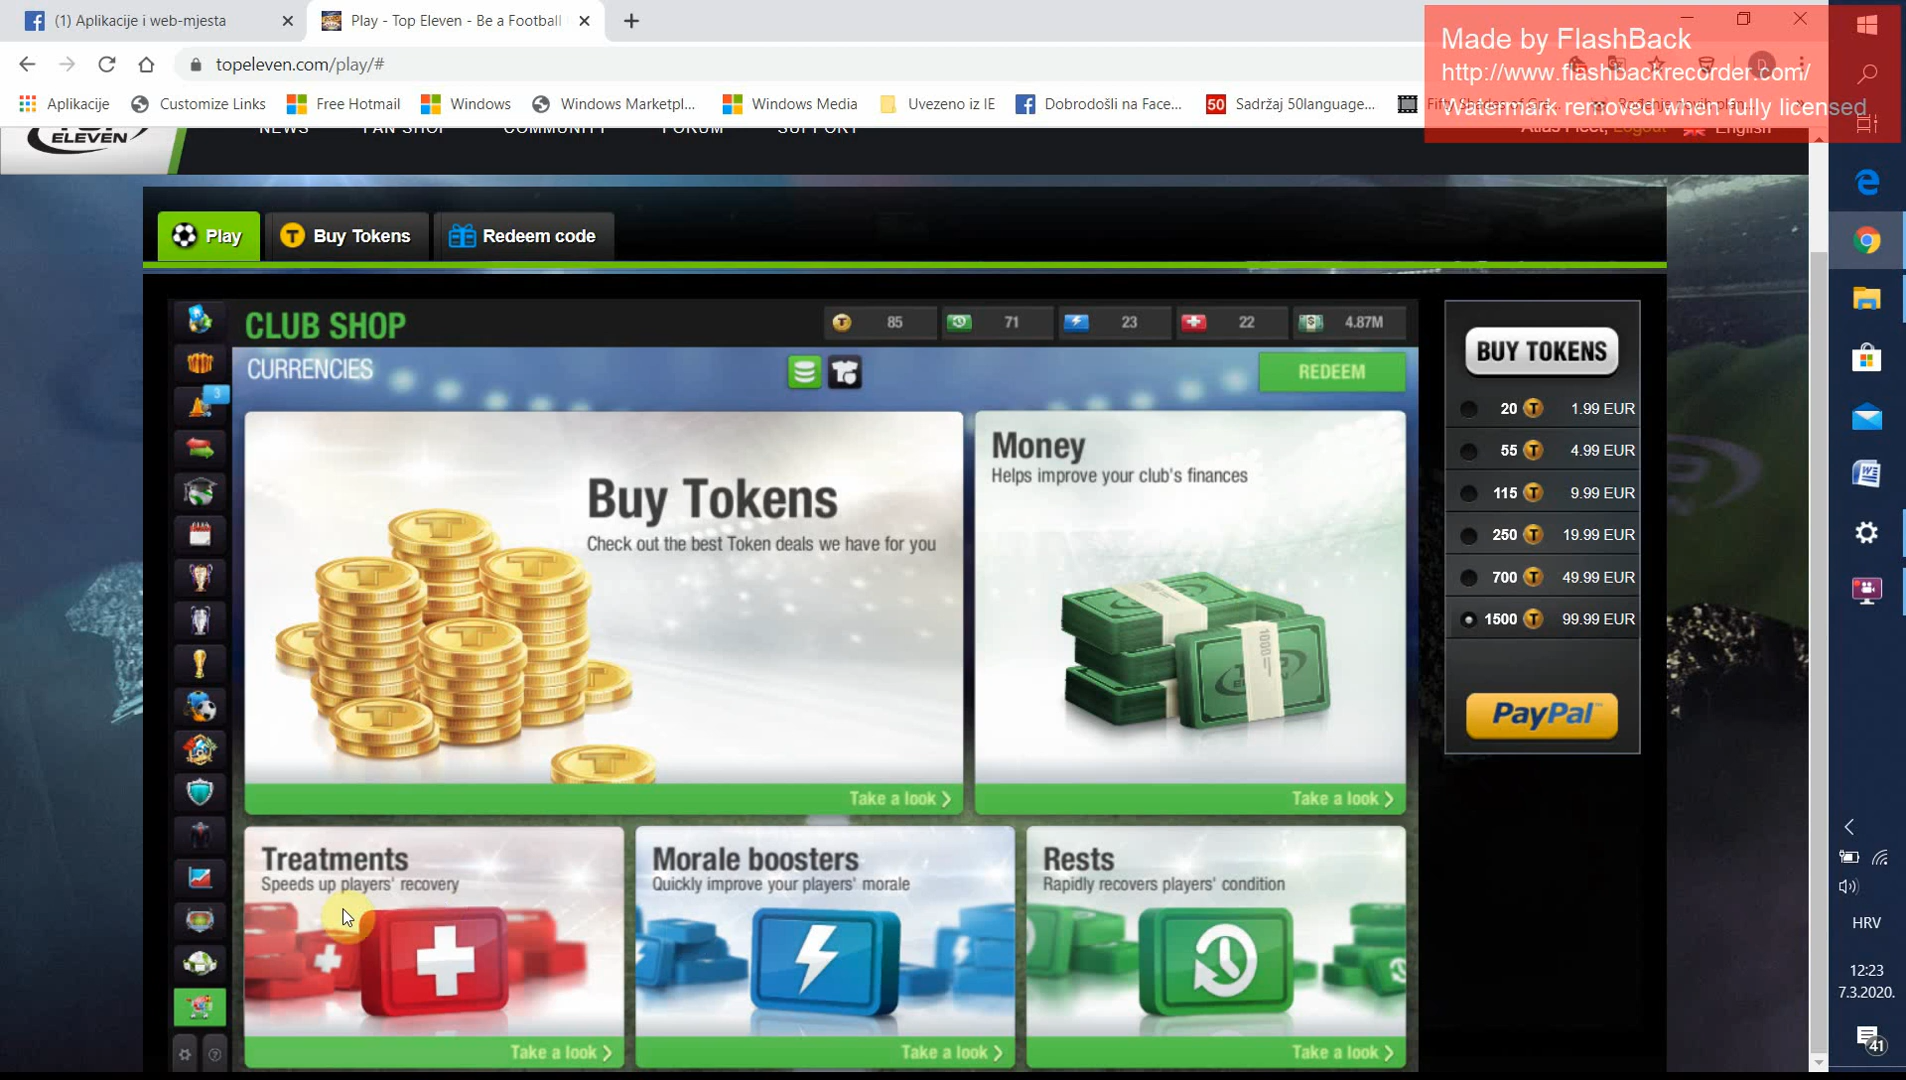 (1) Aplikacije i web-mjesta
Play - Top Eleven - Be a Football
Made by FlashBack
http://www.flashbackrecorder.com/
Watermark removed when fully licensed
topeleven.com/play/#
Aplikacije
Customize Links
Free Hotmail
Windows
Windows Marketpl...
Windows Media
Uvezeno iz IE
Dobrodošli na Face...
50
Sadržaj 50language...
ELEVEN
NEWS
FAN SHOP
COMMUNITY
FORUM
SUPPORT
Atlas Fleet, Logout
English
Play
T
Buy Tokens
Redeem code
CLUB SHOP
T 85
71
23
22
4.87M
CURRENCIES
REDEEM
3
Buy Tokens
Check out the best Token deals we have for you
Take a look
Money
Helps improve your club's finances
Take a look
BUY TOKENS
20 T 1.99 EUR
55 T 4.99 EUR
115 T 9.99 EUR
250 T 19.99 EUR
700 T 49.99 EUR
1500 T 99.99 EUR
PayPal
Treatments
Speeds up players' recovery
Take a look
Morale boosters
Quickly improve your players' morale
Take a look
Rests
Rapidly recovers players' condition
Take a look
HRV
12:23
7.3.2020.
41